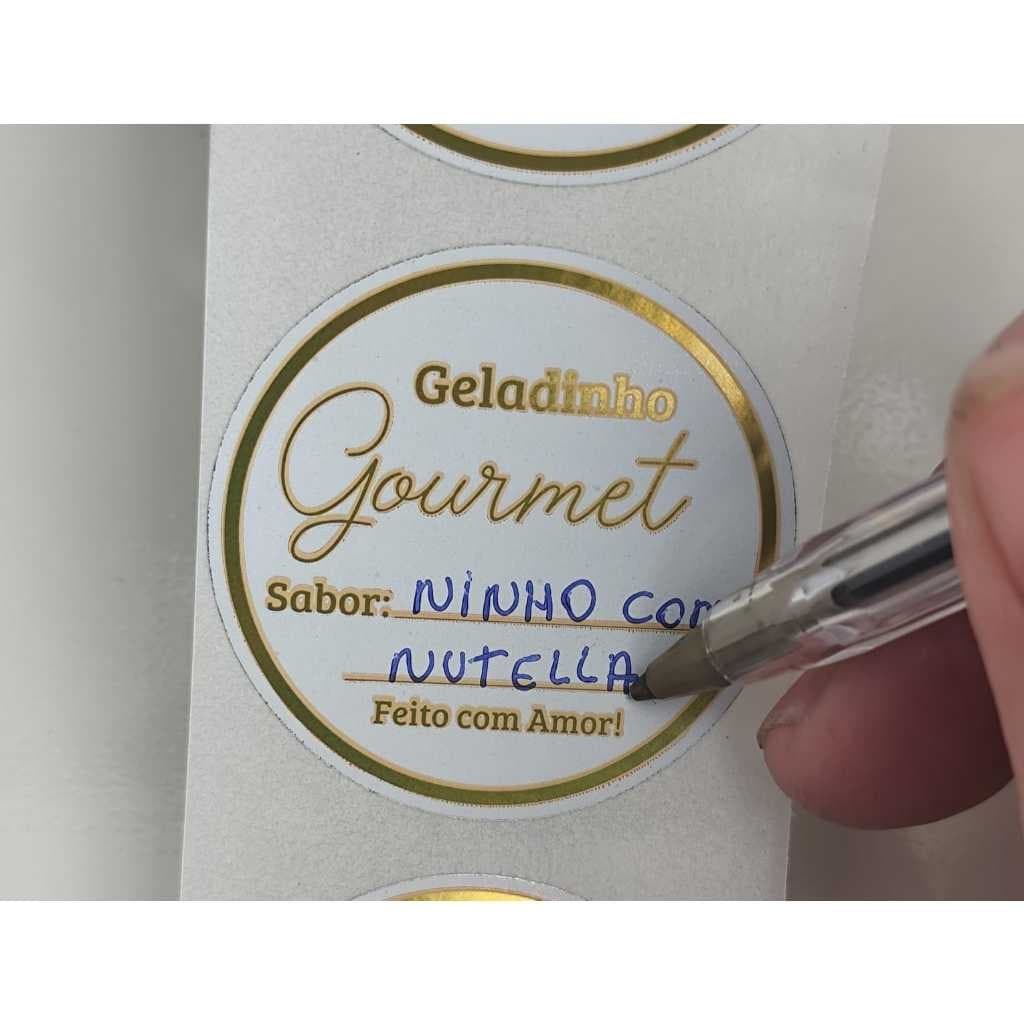 Geladinho
Gourmet
Sabor: NINHO COM
NUTELLA
Feito com Amor!